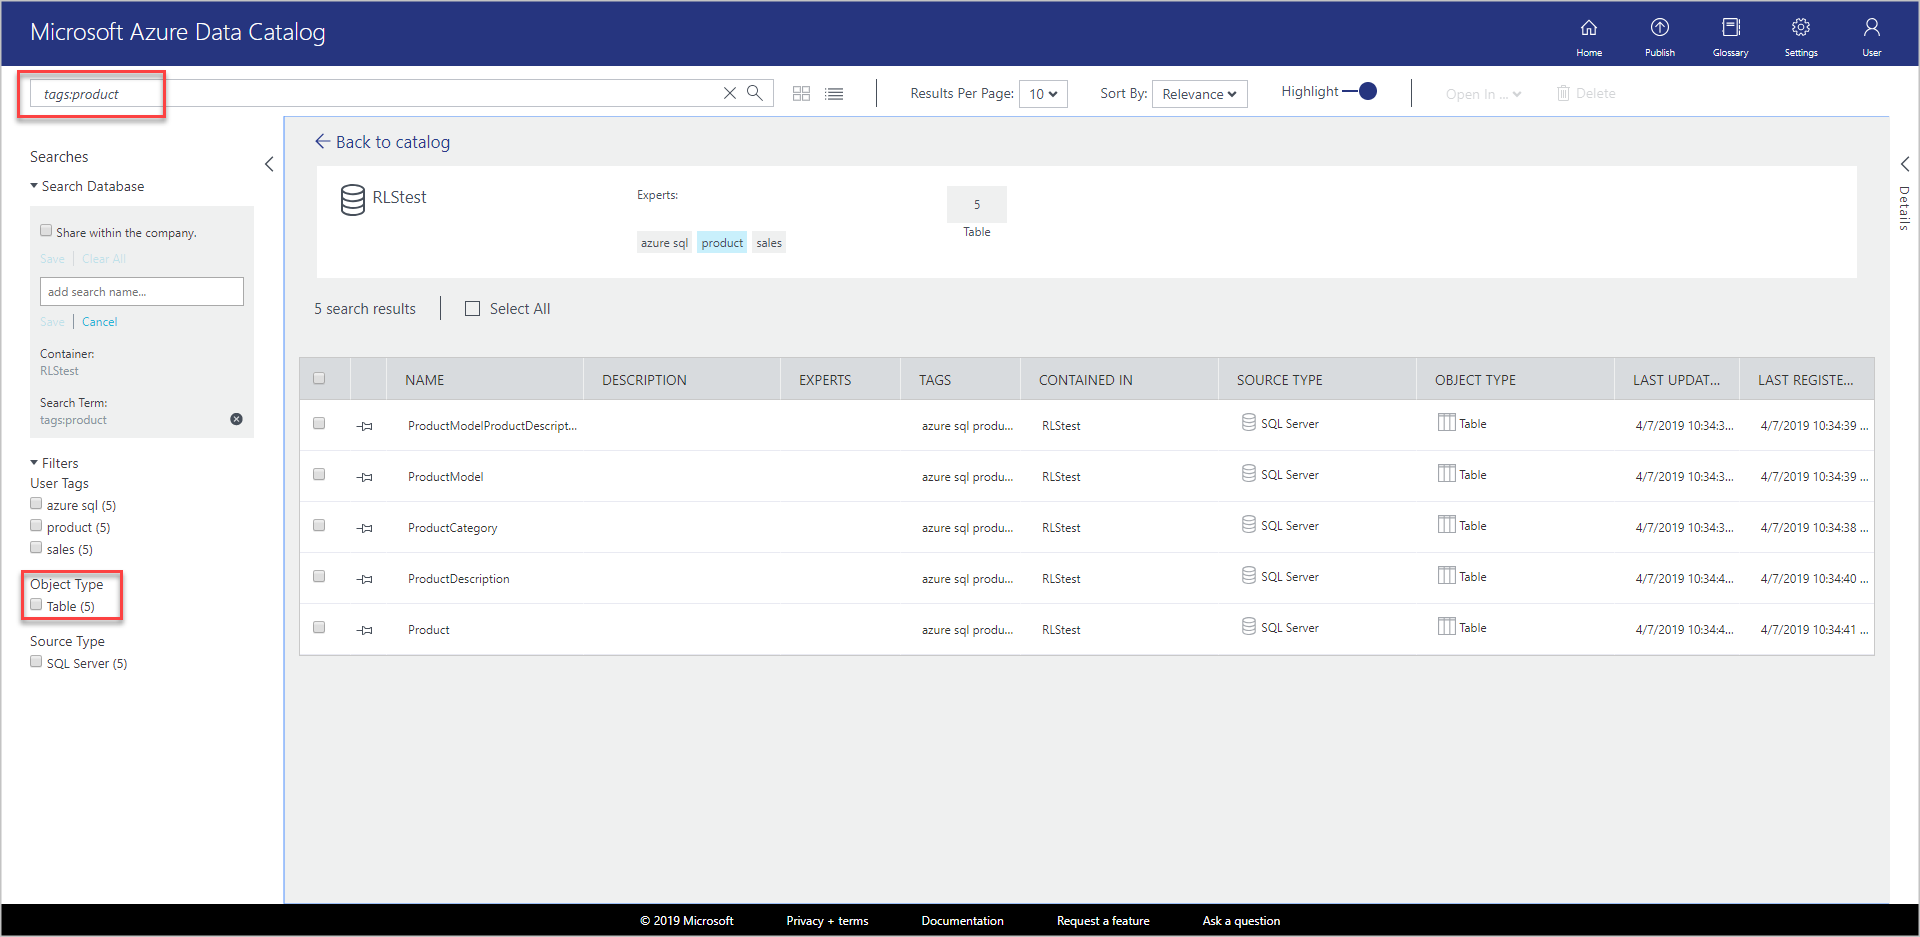 Microsoft Azure Data Catalog
Home
Publish
Glossary
Settings
User
tags:product
Results Per Page: 10
Sort By: Relevance
Highlight
Open In ...
Delete
Searches
Search Database
Share within the company.
Save | Clear All
add search name...
Save | Cancel
Container:
RLStest
Search Term:
tags:product
Filters
User Tags
azure sql (5)
product (5)
sales (5)
Object Type
Table (5)
Source Type
SQL Server (5)
Back to catalog
RLStest
Experts:
azure sql product sales
5
Table
Details
5 search results
Select All
NAME DESCRIPTION EXPERTS TAGS CONTAINED IN SOURCE TYPE OBJECT TYPE LAST UPDAT... LAST REGISTE...
ProductModelProductDescript... azure sql produ... RLStest SQL Server Table 4/7/2019 10:34:3... 4/7/2019 10:34:39 ...
ProductModel azure sql produ... RLStest SQL Server Table 4/7/2019 10:34:3... 4/7/2019 10:34:39 ...
ProductCategory azure sql produ... RLStest SQL Server Table 4/7/2019 10:34:3... 4/7/2019 10:34:38 ...
ProductDescription azure sql produ... RLStest SQL Server Table 4/7/2019 10:34:4... 4/7/2019 10:34:40 ...
Product azure sql produ... RLStest SQL Server Table 4/7/2019 10:34:4... 4/7/2019 10:34:41 ...
© 2019 Microsoft Privacy + terms Documentation Request a feature Ask a question